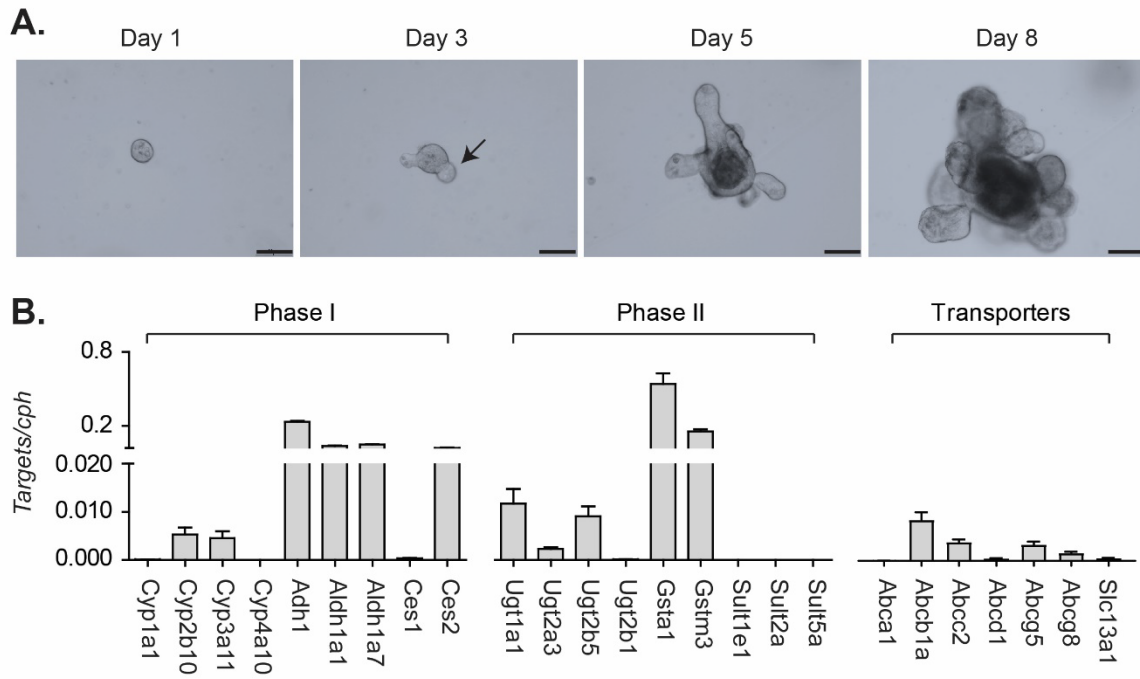 A.
Day 1 Day 3 Day 5 Day 8
B.
Phase I Phase II Transporters
Targets/cph
0.8
0.2
0.020
0.010
0.000
Cyp1a1
Cyp2b10
Cyp3a11
Cyp4a10
Adh1
Aldh1a1
Aldh1a7
Ces1
Ces2
Ugt1a1
Ugt2a3
Ugt2b5
Ugt2b1
Gsta1
Gstm3
Sult1e1
Sult2a
Sult5a
Abca1
Abcb1a
Abcc2
Abcd1
Abcg5
Abcg8
Slc13a1